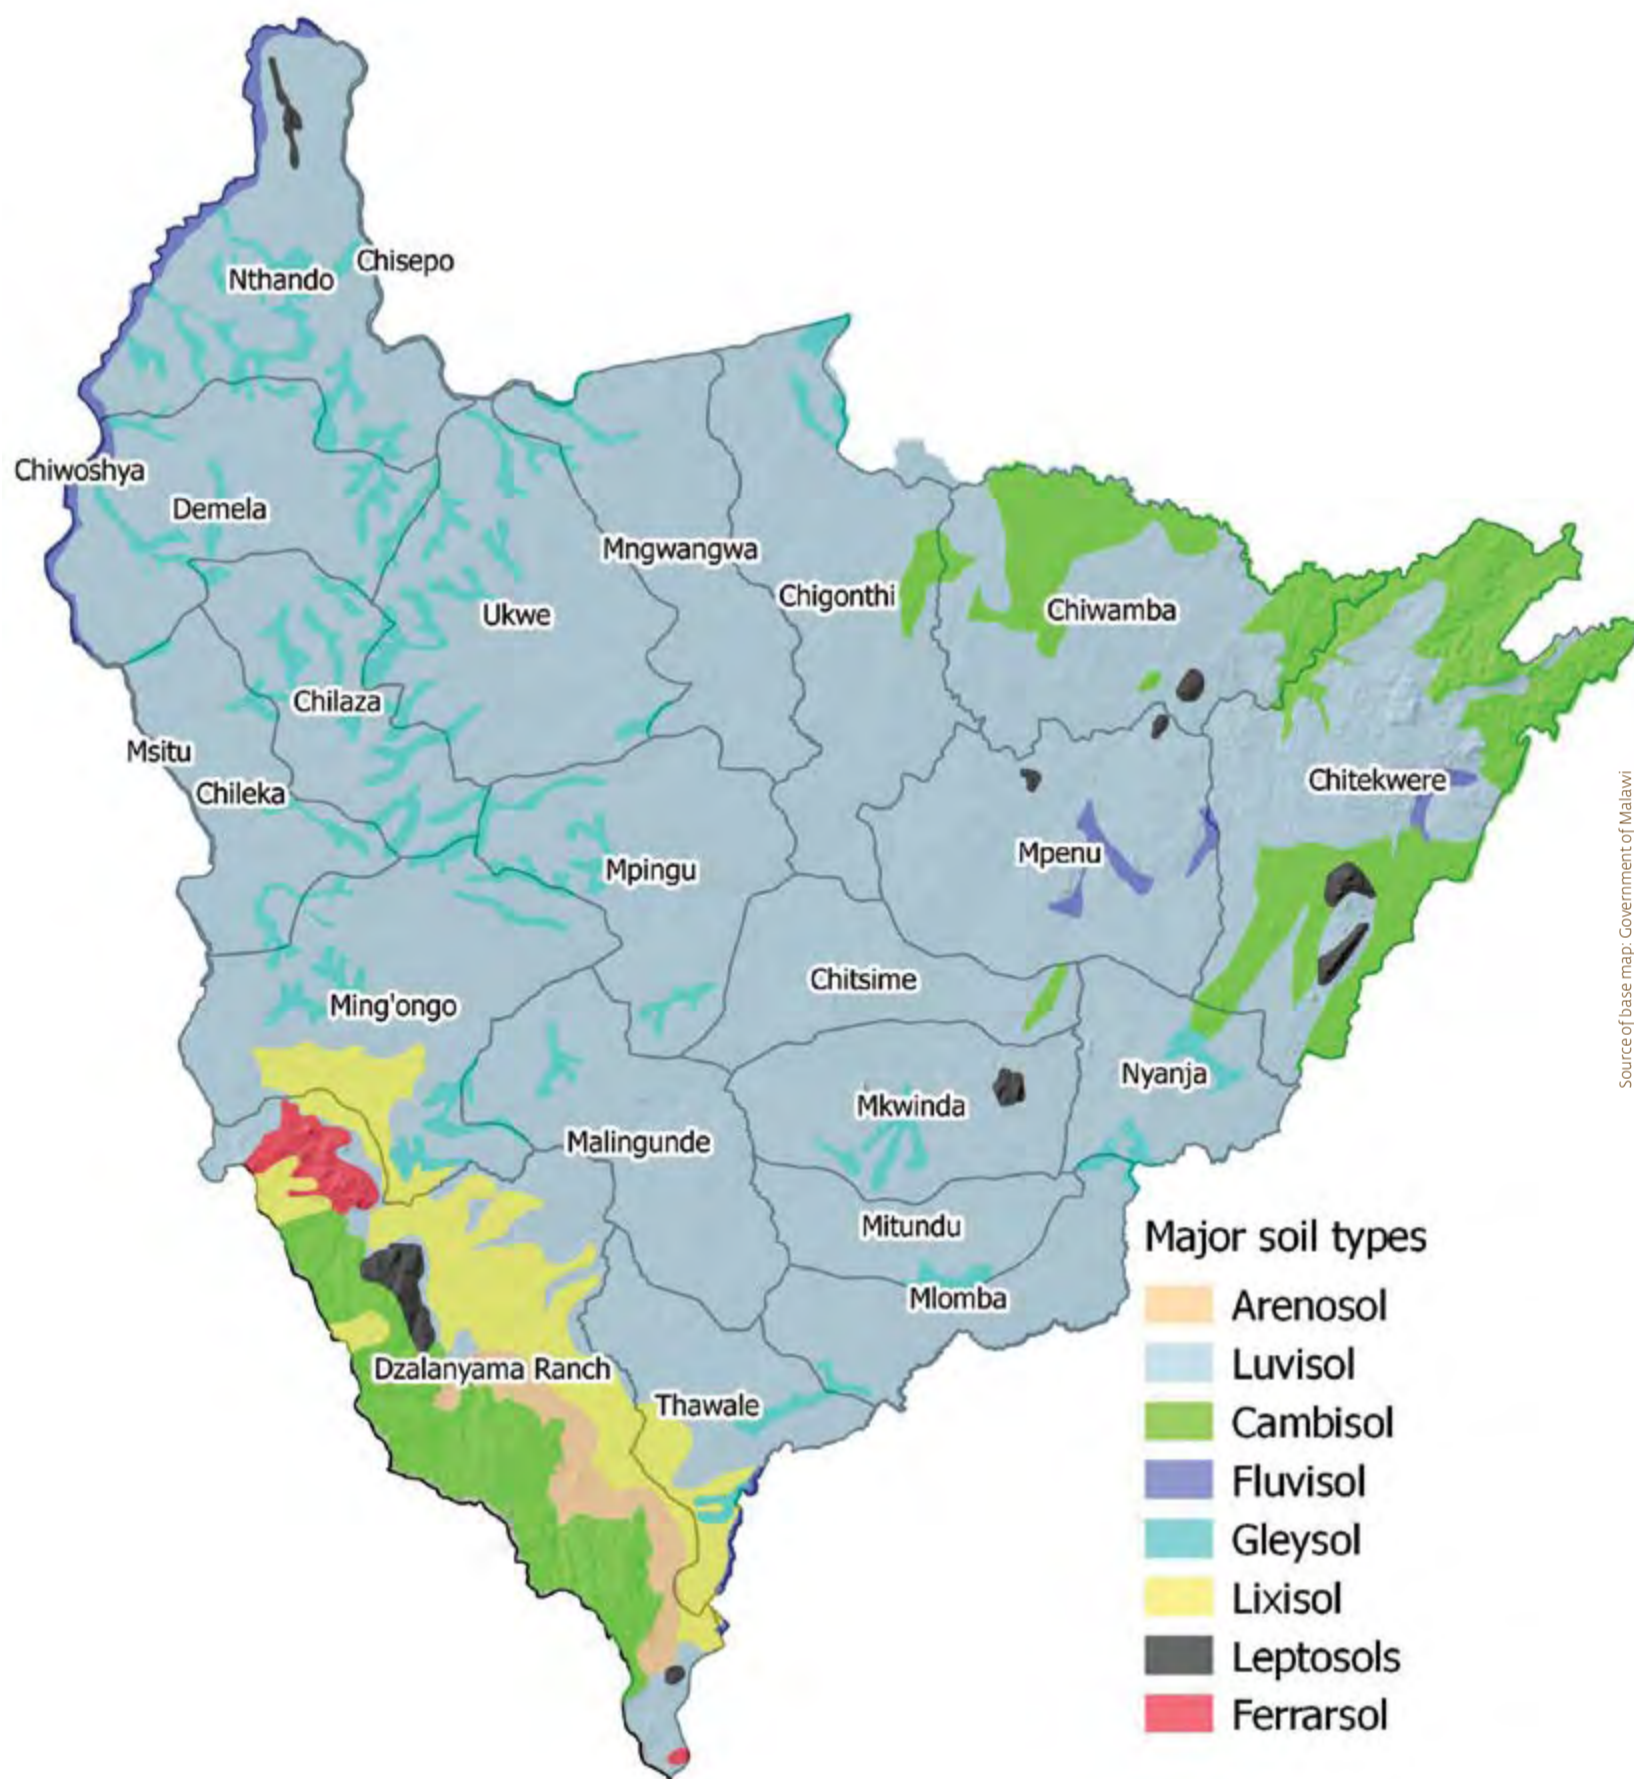 Chisepo
Nthando
Chiwoshya
Demela
Mngwangwa
Chigonthi
Chiwamba
Ukwe
Chilaza
Msitu
Chileka
Chitekwere
Mpenu
Mpingu
Chitsime
Ming'ongo
Nyanja
Mkwinda
Malingunde
Mitundu
Mlomba
Dzalanyama Ranch
Thawale
Major soil types
Arenosol
Luvisol
Cambisol
Fluvisol
Gleysol
Lixisol
Leptosols
Ferrarsol
Source of base map: Government of Malawi